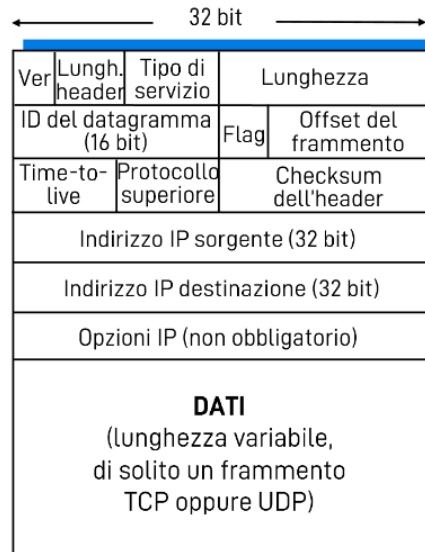 32 bit
Ver
Lungh.
header
Tipo di
servizio
Lunghezza
ID del datagramma
(16 bit)
Flag
Offset del
frammento
Time-to-
live
Protocollo
superiore
Checksum
dell'header
Indirizzo IP sorgente (32 bit)
Indirizzo IP destinazione (32 bit)
Opzioni IP (non obbligatorio)
DATI
(lunghezza variabile,
di solito un frammento
TCP oppure UDP)